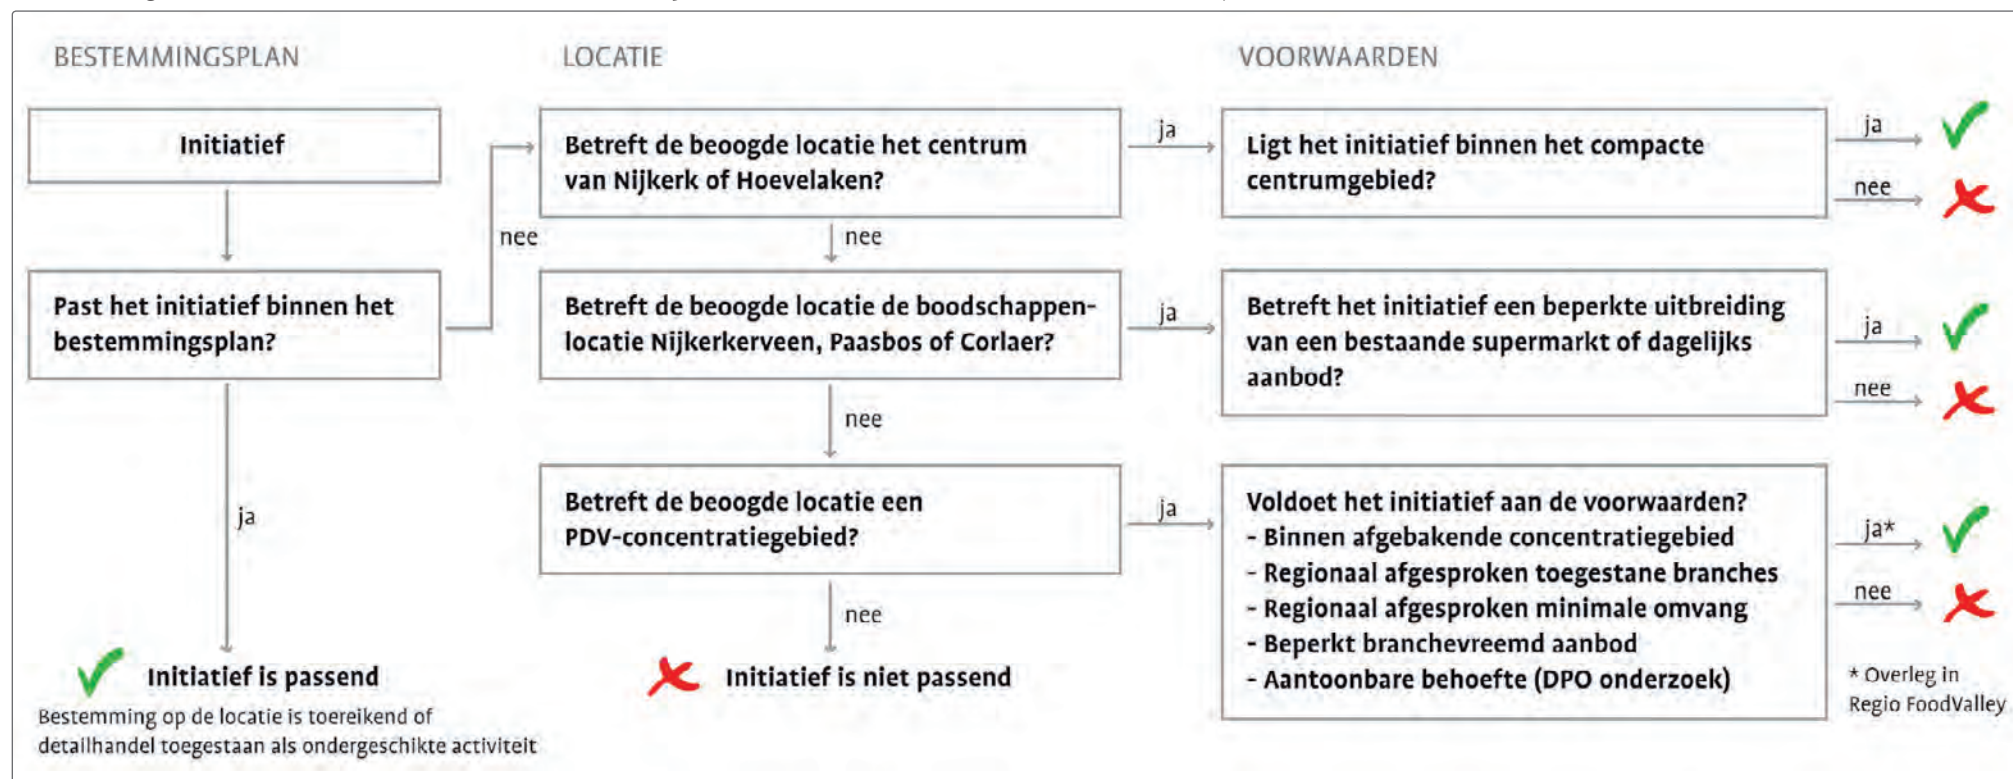 BESTEMMINGSPLAN
LOCATIE
VOORWAARDEN
Initiatief
Past het initiatief binnen het
bestemmingsplan?
nee
ja
Initiatief is passend
Bestemming op de locatie is toereikend of
detailhandel toegestaan als ondergeschikte activiteit
Betreft de beoogde locatie het centrum
van Nijkerk of Hoevelaken?
ja
nee
Betreft de beoogde locatie de boodschappen-
locatie Nijkerkerveen, Paasbos of Corlaer?
ja
nee
Betreft de beoogde locatie een
PDV-concentratiegebied?
ja
nee
Initiatief is niet passend
Ligt het initiatief binnen het compacte
centrumgebied?
ja
nee
Betreft het initiatief een beperkte uitbreiding
van een bestaande supermarkt of dagelijks
aanbod?
ja
nee
Voldoet het initiatief aan de voorwaarden?
- Binnen afgebakende concentratiegebied
- Regionaal afgesproken toegestane branches
- Regionaal afgesproken minimale omvang
- Beperkt branchevreemd aanbod
- Aantoonbare behoefte (DPO onderzoek)
ja*
nee
* Overleg in
Regio FoodValley